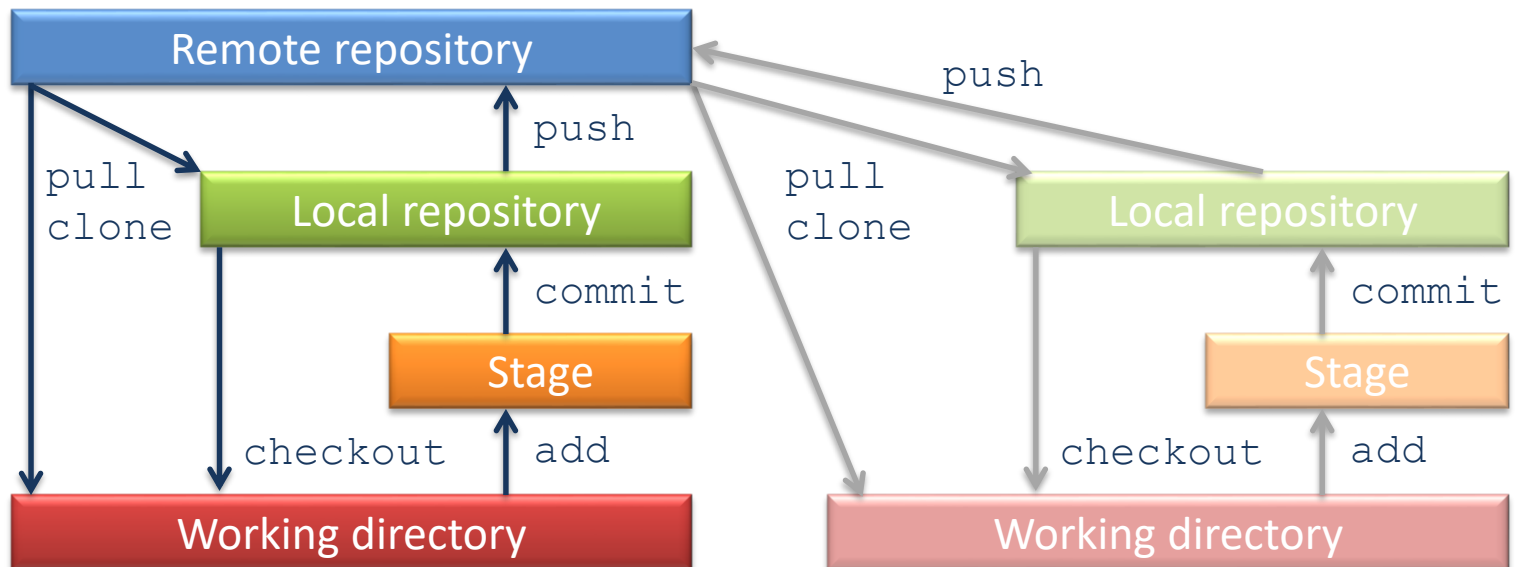 Remote repository
push
push
pull
clone
Local repository
pull
clone
Local repository
commit
commit
Stage
Stage
checkout
add
checkout
add
Working directory
Working directory